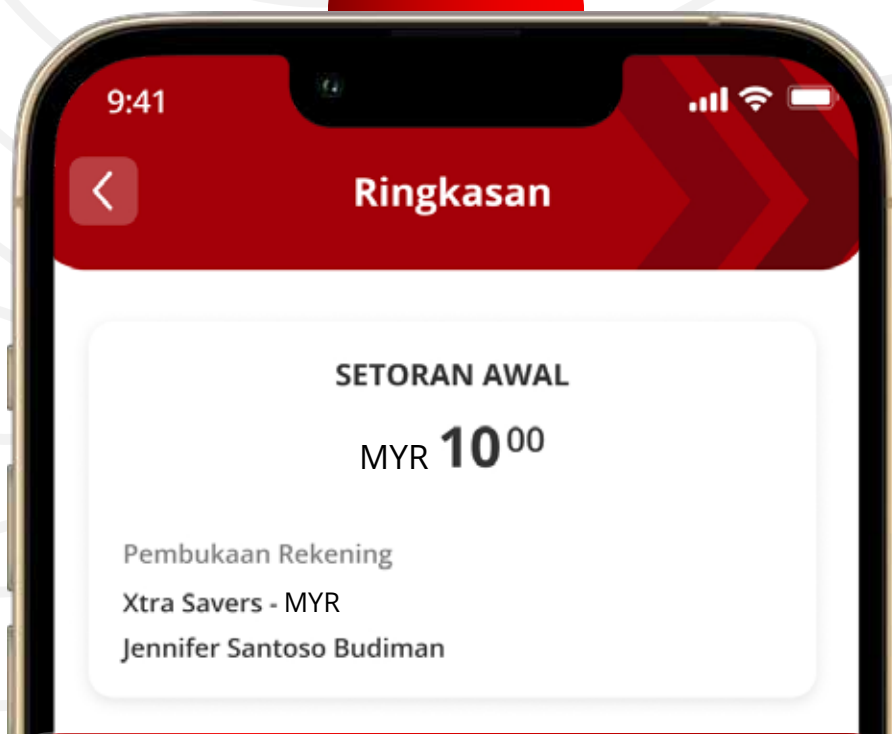 9:41
Ringkasan
SETORAN AWAL
MYR 10 00
Pembukaan Rekening
Xtra Savers - MYR
Jennifer Santoso Budiman